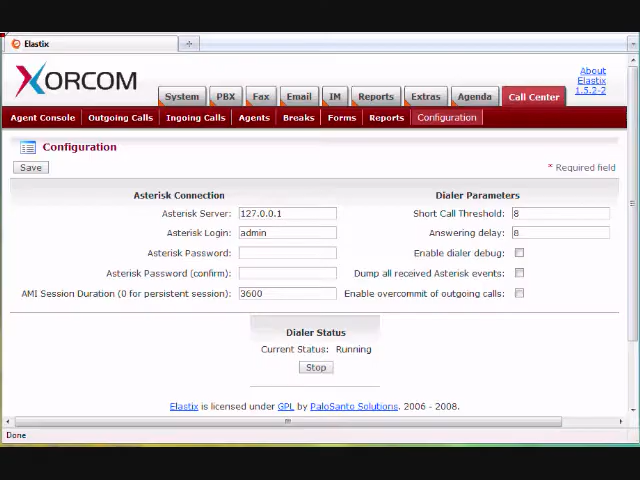 Elastix
XORCOM
About
Elastix
1.5.2-2
System PBX Fax Email IM Reports Extras Agenda Call Center
Agent Console Outgoing Calls Ingoing Calls Agents Breaks Forms Reports Configuration
Configuration
Save
* Required field
Asterisk Connection Dialer Parameters
Asterisk Server: 127.0.0.1 Short Call Threshold: 8
Asterisk Login: admin Answering delay: 8
Asterisk Password: Enable dialer debug:
Asterisk Password (confirm): Dump all received Asterisk events:
AMI Session Duration (0 for persistent session): 3600 Enable overcommit of outgoing calls:
Dialer Status
Current Status: Running
Stop
Elastix is licensed under GPL by PaloSanto Solutions. 2006 - 2008.
Done